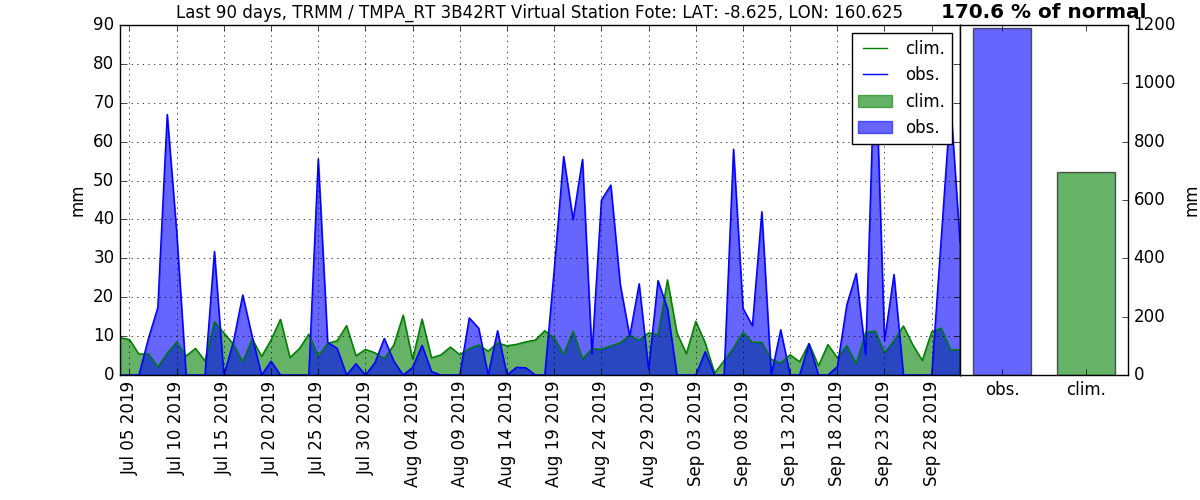 Last 90 days, TRMM / TMPA_RT 3B42RT Virtual Station Fote: LAT: -8.625, LON: 160.625
170.6 % of normal
90
80
70
60
50
40
30
20
10
0
mm
clim.
obs.
clim.
obs.
Jul 05 2019
Jul 10 2019
Jul 15 2019
Jul 20 2019
Jul 25 2019
Jul 30 2019
Aug 04 2019
Aug 09 2019
Aug 14 2019
Aug 19 2019
Aug 24 2019
Aug 29 2019
Sep 03 2019
Sep 08 2019
Sep 13 2019
Sep 18 2019
Sep 23 2019
Sep 28 2019
1200
1000
800
600
400
200
0
mm
obs.
clim.